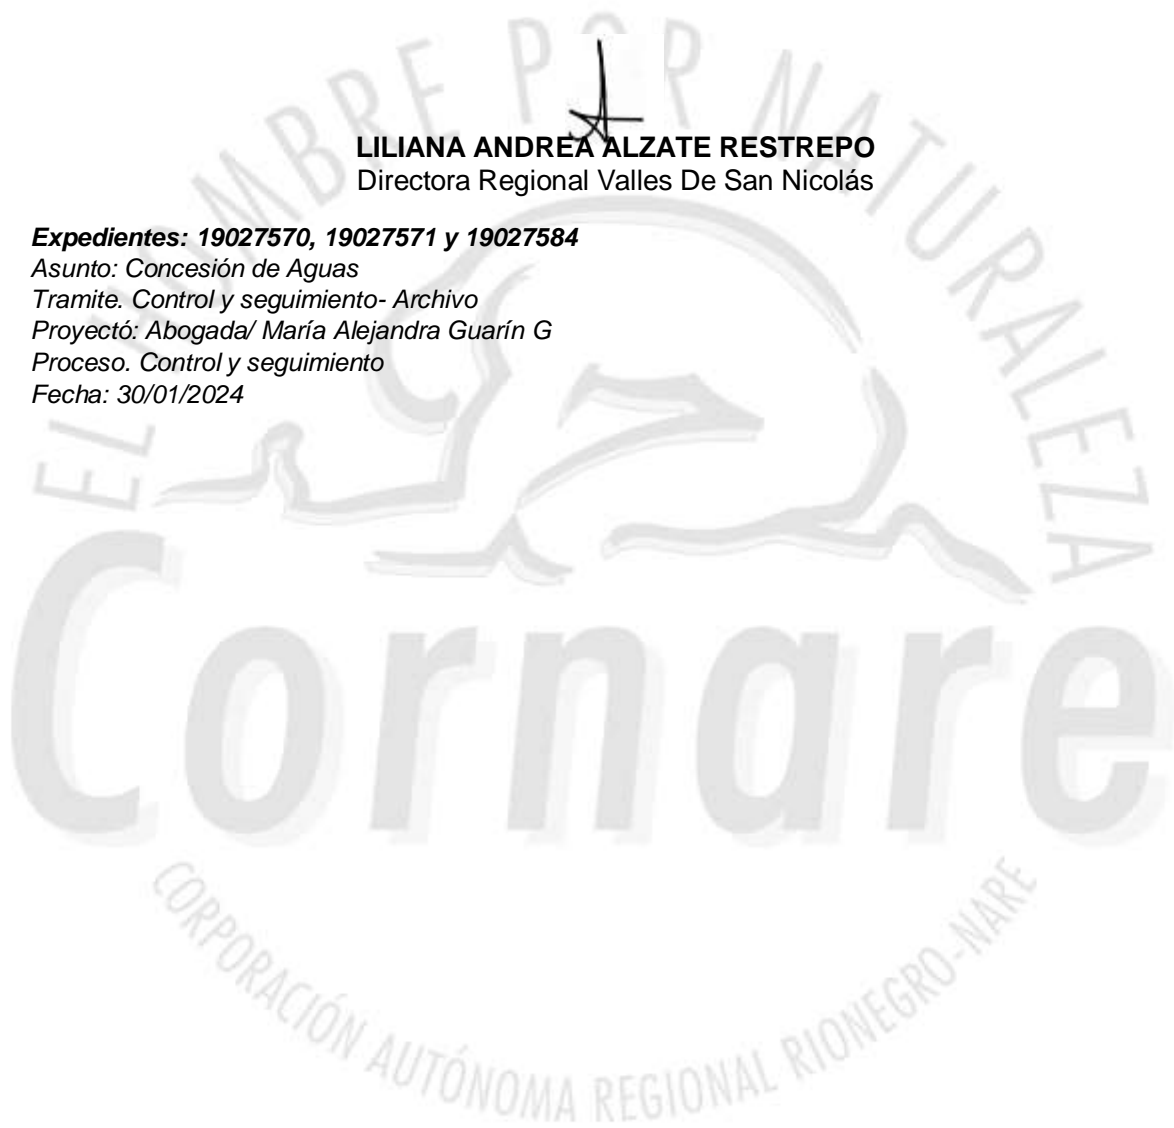 LILIANA ANDREA ALZATE RESTREPO
Directora Regional Valles De San Nicolás
Expedientes: 19027570, 19027571 y 19027584
Asunto: Concesión de Aguas
Tramite. Control y seguimiento- Archivo
Proyectó: Abogada/ María Alejandra Guarín G
Proceso. Control y seguimiento
Fecha: 30/01/2024
EL HOMBRE POR NATURALEZA
Cornare
CORPORACIÓN AUTÓNOMA REGIONAL RIONEGRO-NARE